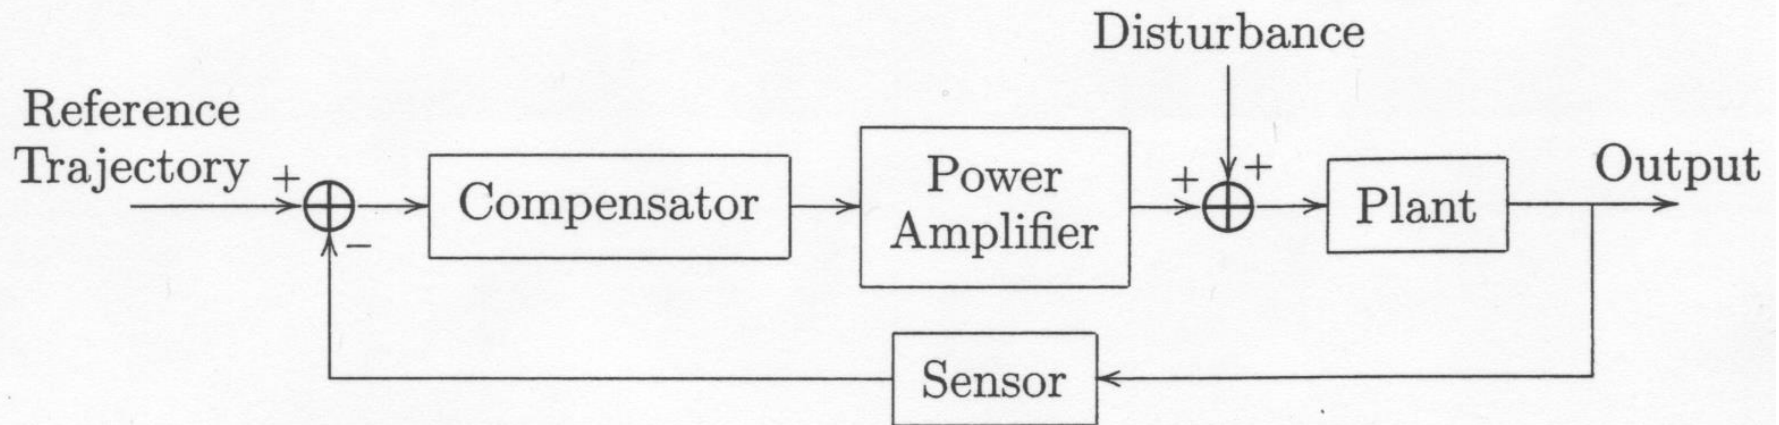 Disturbance
Reference
Trajectory
+
−
Compensator
Power
Amplifier
+
+
Plant
Output
Sensor